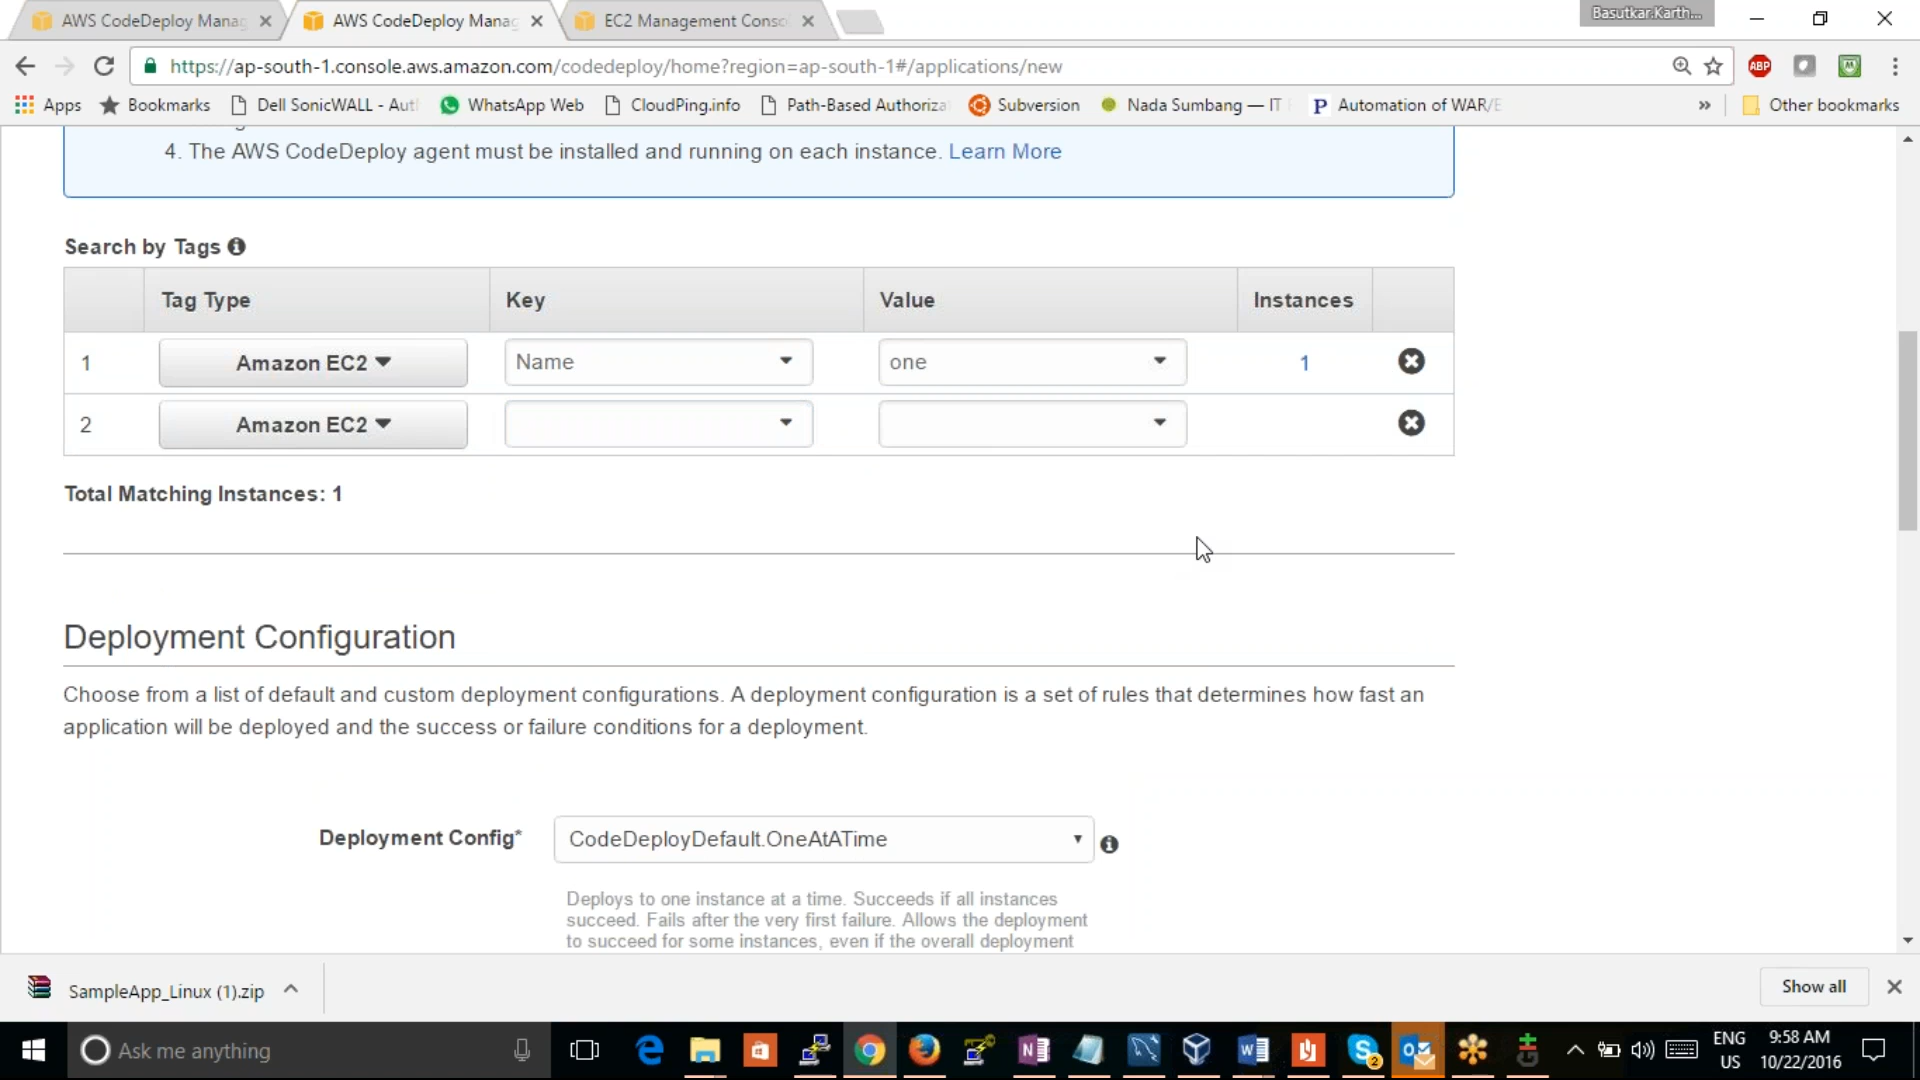 AWS CodeDeploy Manag
AWS CodeDeploy Manag
EC2 Management Conso
Basutkar.Karth...
https://ap-south-1.console.aws.amazon.com/codedeploy/home?region=ap-south-1#/applications/new
ABP
Apps
Bookmarks
Dell SonicWALL - Aut
WhatsApp Web
CloudPing.info
Path-Based Authoriza
Subversion
Nada Sumbang — IT
P
Automation of WAR/E
»
Other bookmarks
4. The AWS CodeDeploy agent must be installed and running on each instance. Learn More
Search by Tags
Tag Type Key Value Instances
1 Amazon EC2 Name one 1
2 Amazon EC2
Total Matching Instances: 1
Deployment Configuration
Choose from a list of default and custom deployment configurations. A deployment configuration is a set of rules that determines how fast an
application will be deployed and the success or failure conditions for a deployment.
Deployment Config* CodeDeployDefault.OneAtATime
Deploys to one instance at a time. Succeeds if all instances
succeed. Fails after the very first failure. Allows the deployment
to succeed for some instances, even if the overall deployment
SampleApp_Linux (1).zip
Show all
Ask me anything
ENG
US
9:58 AM
10/22/2016